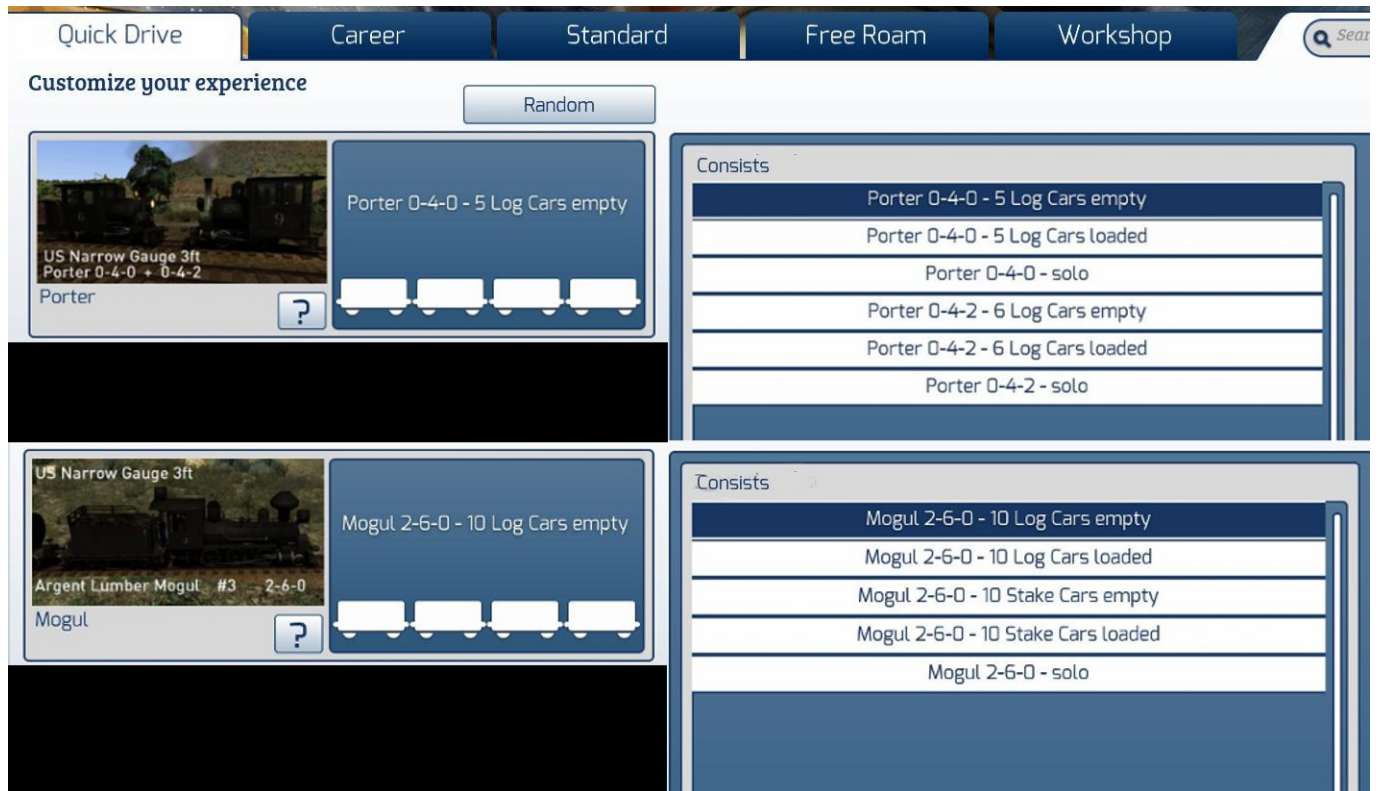 Quick Drive
Career
Standard
Free Roam
Workshop
Customize your experience
Random
US Narrow Gauge 3ft
Porter 0-4-0 + 0-4-2
Porter
?
Porter 0-4-0 - 5 Log Cars empty
Consists
Porter 0-4-0 - 5 Log Cars empty
Porter 0-4-0 - 5 Log Cars loaded
Porter 0-4-0 - solo
Porter 0-4-2 - 6 Log Cars empty
Porter 0-4-2 - 6 Log Cars loaded
Porter 0-4-2 - solo
US Narrow Gauge 3ft
Argent Lumber Mogul #3 2-6-0
Mogul
?
Mogul 2-6-0 - 10 Log Cars empty
Consists
Mogul 2-6-0 - 10 Log Cars empty
Mogul 2-6-0 - 10 Log Cars loaded
Mogul 2-6-0 - 10 Stake Cars empty
Mogul 2-6-0 - 10 Stake Cars loaded
Mogul 2-6-0 - solo